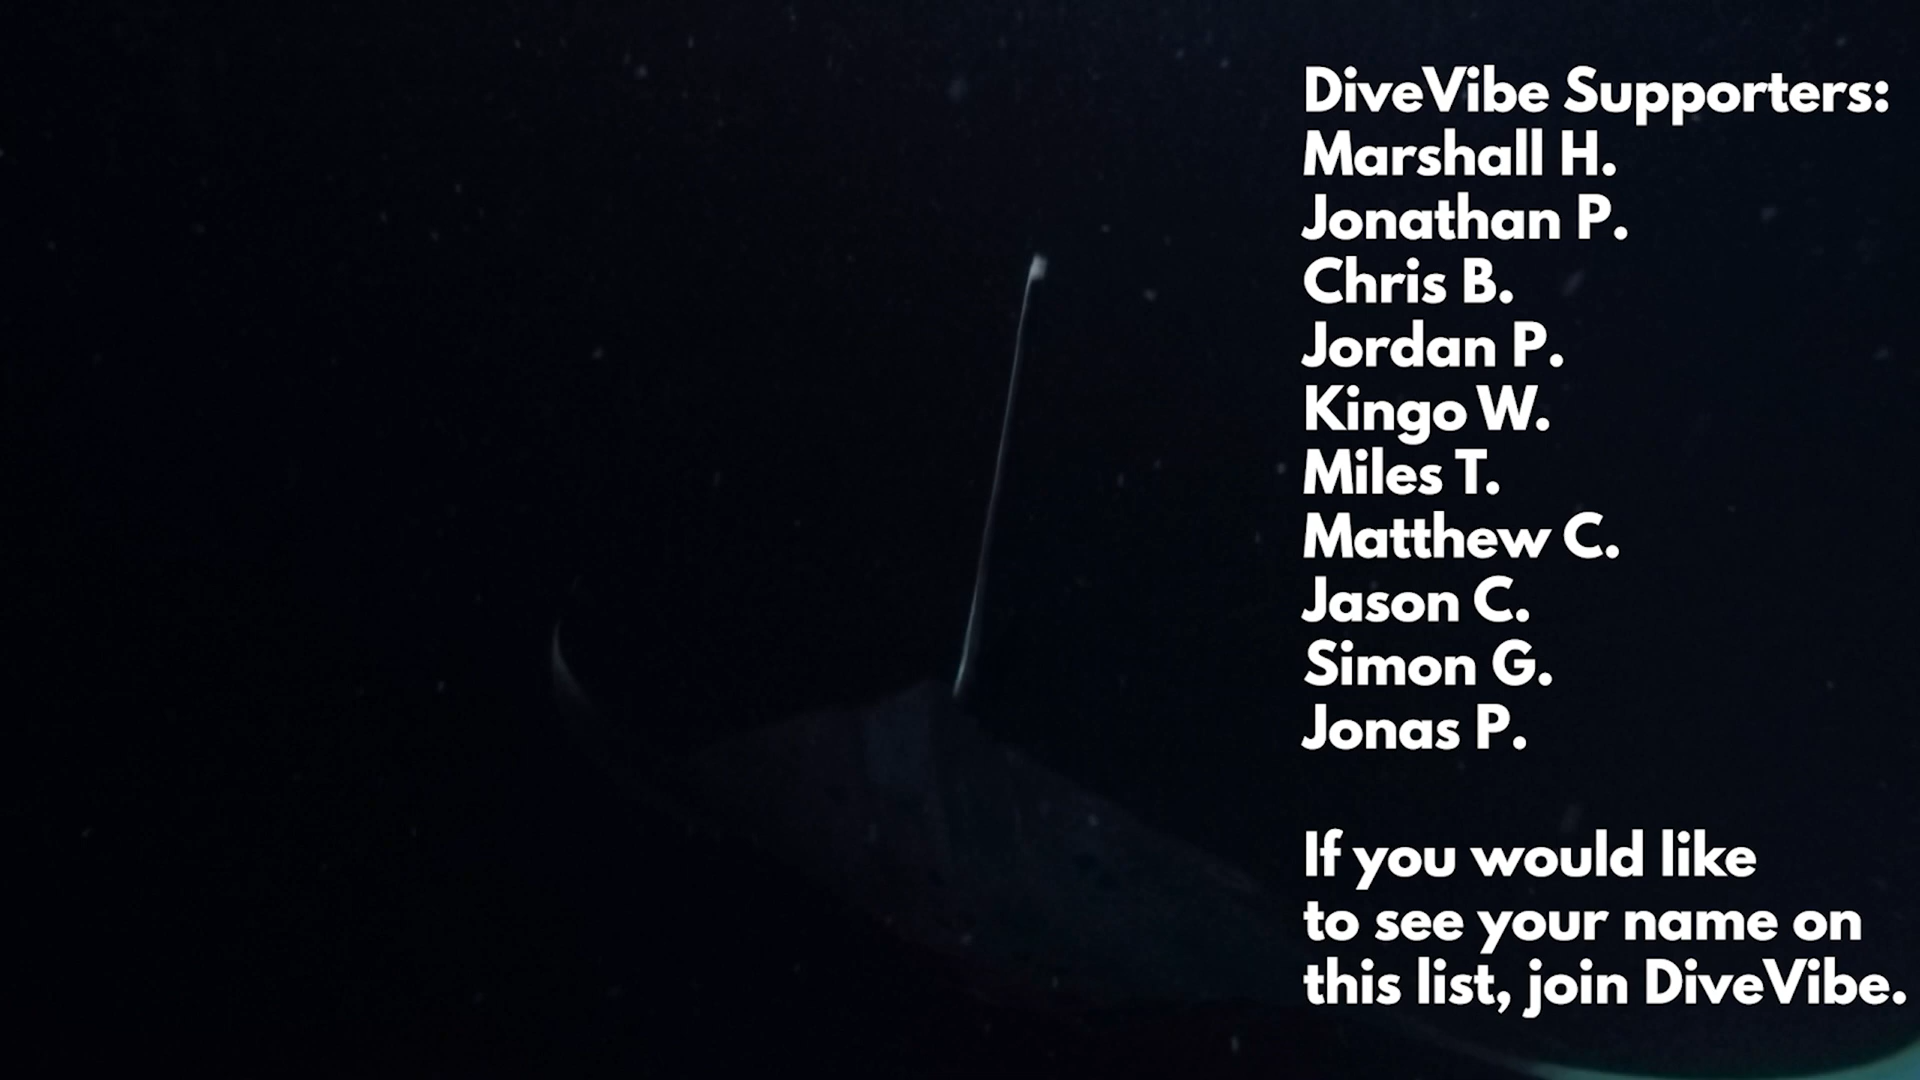 DiveVibe Supporters:
Marshall H.
Jonathan P.
Chris B.
Jordan P.
Kingo W.
Miles T.
Matthew C.
Jason C.
Simon G.
Jonas P.
If you would like
to see your name on
this list, join DiveVibe.